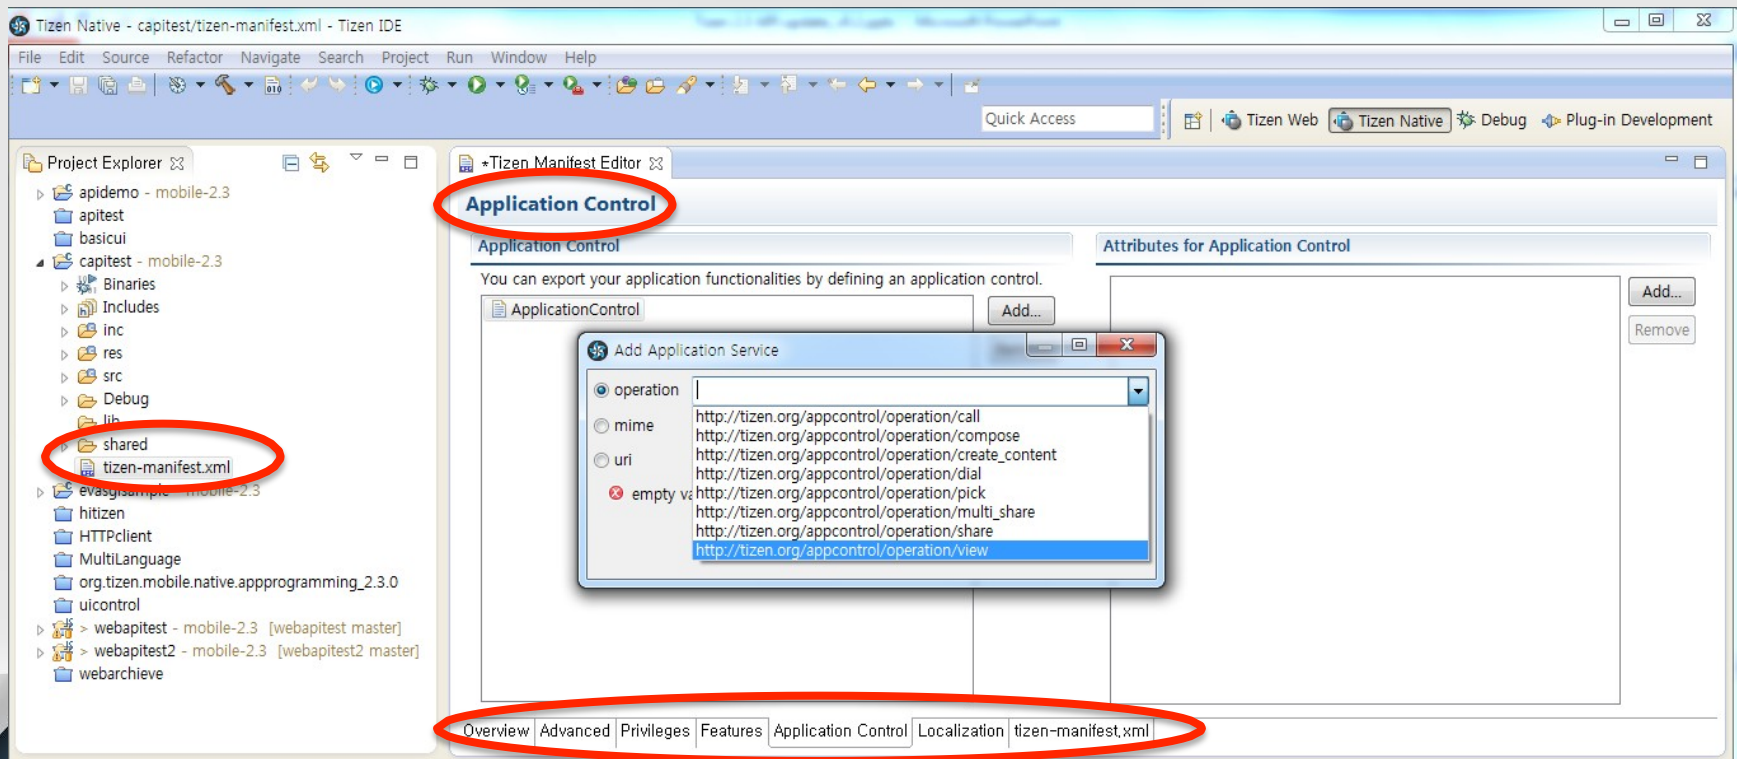 Tizen Native - capitest/tizen-manifest.xml - Tizen IDE
File Edit Source Refactor Navigate Search Project Run Window Help
Quick Access
Tizen Web Tizen Native Debug Plug-in Development
Project Explorer
apidemo - mobile-2.3
apitest
basicui
capitest - mobile-2.3
Binaries
Includes
inc
res
src
Debug
lib
shared
tizen-manifest.xml
evasglsample - mobile-2.3
hitizen
HTTPclient
MultiLanguage
org.tizen.mobile.native.appprogramming_2.3.0
uicontrol
> webapitest - mobile-2.3 [webapitest master]
> webapitest2 - mobile-2.3 [webapitest2 master]
webarchieve
*Tizen Manifest Editor
Application Control
Application Control
You can export your application functionalities by defining an application control.
ApplicationControl
Add...
Attributes for Application Control
Add...
Remove
Add Application Service
operation
mime
uri
empty va
http://tizen.org/appcontrol/operation/call
http://tizen.org/appcontrol/operation/compose
http://tizen.org/appcontrol/operation/create_content
http://tizen.org/appcontrol/operation/dial
http://tizen.org/appcontrol/operation/pick
http://tizen.org/appcontrol/operation/multi_share
http://tizen.org/appcontrol/operation/share
http://tizen.org/appcontrol/operation/view
Overview Advanced Privileges Features Application Control Localization tizen-manifest.xml